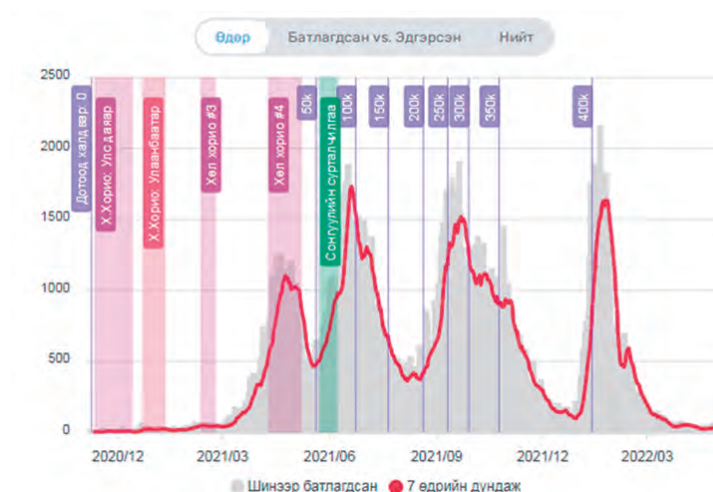 Өдөр Батлагдсан vs. Эдгэрсэн Нийт
2500
2000
1500
1000
500
0
Дотоод халдвар: 0
Х.Хорио: Улс даяар
Х.Хорио: Улаанбаатар
Хөл хорио #3
Хөл хорио #4
50k
Сонгуулийн сурталчилгаа
100k
150k
200k
250k
300k
350k
400k
2020/12 2021/03 2021/06 2021/09 2021/12 2022/03
Шинээр батлагдсан 7 өдрийн дундаж